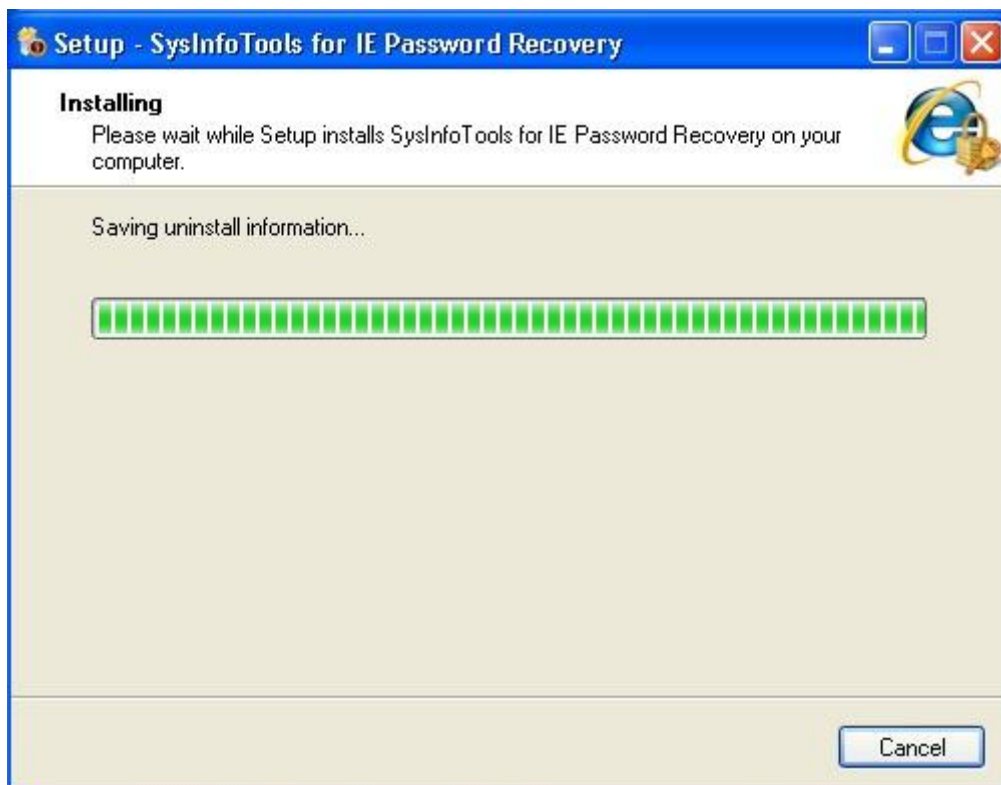 Setup - SysInfoTools for IE Password Recovery
Installing
Please wait while Setup installs SysInfoTools for IE Password Recovery on your
computer.
Saving uninstall information...
Cancel